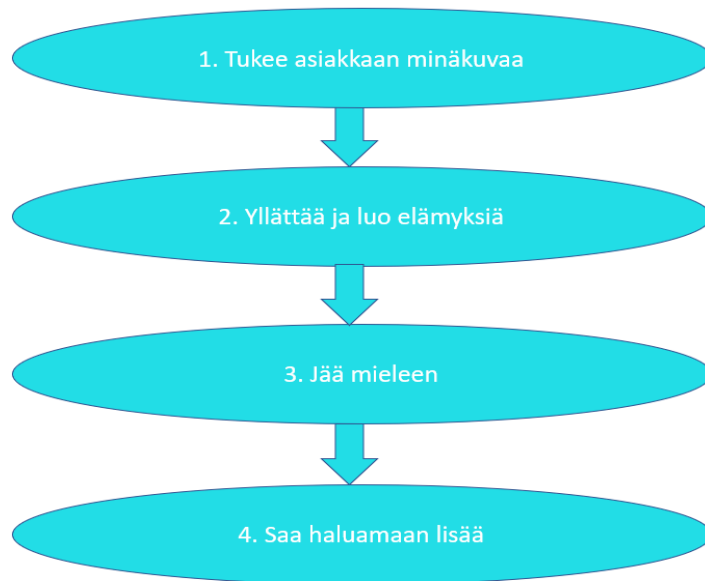 1. Tukee asiakkaan minäkuvaa
2. Yllättää ja luo elämyksiä
3. Jää mieleen
4. Saa haluamaan lisää